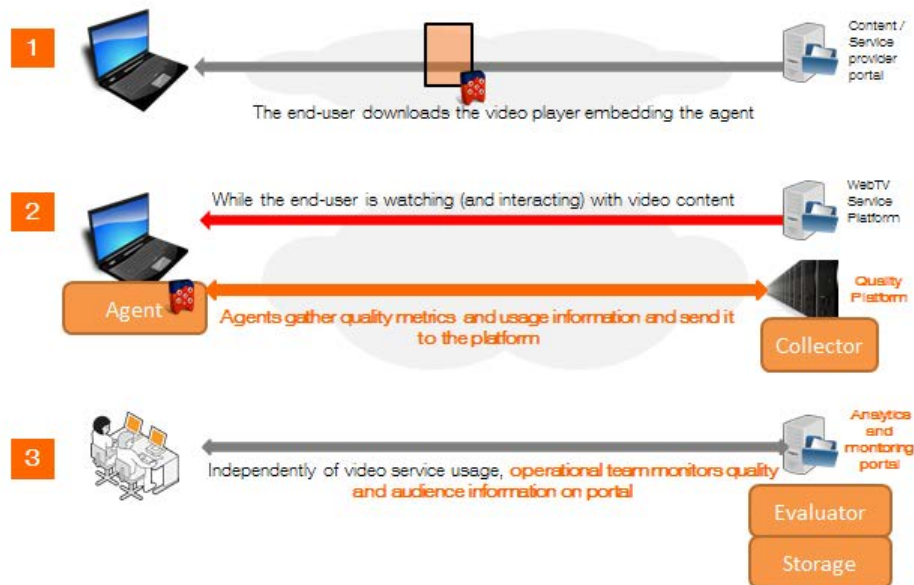 1
Content /
Service
provider
portal
The end-user downloads the video player embedding the agent
2
While the end-user is watching (and interacting) with video content
WebTV
Service
Platform
Agent
Agents gather quality metrics and usage information and send it
to the platform
Quality
Platform
Collector
3
Independently of video service usage, operational team monitors quality
and audience information on portal
Analytics
and
monitoring
portal
Evaluator
Storage